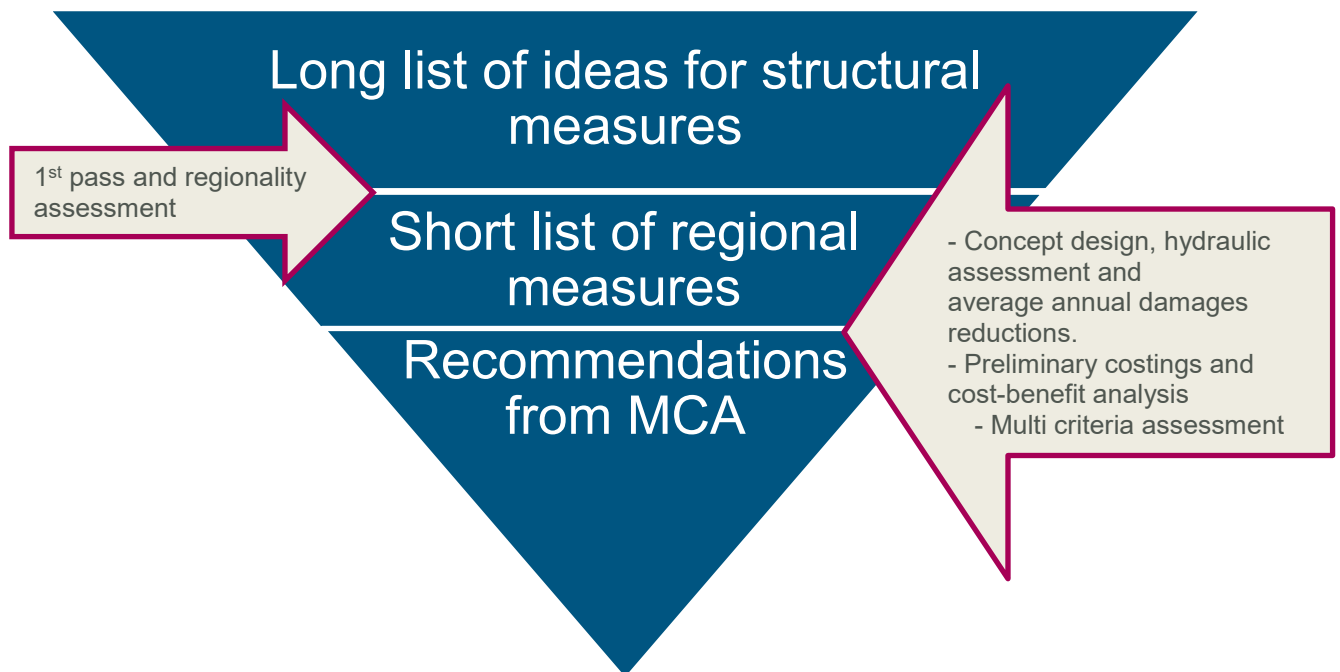 Long list of ideas for structural
measures
1st pass and regionality
assessment
Short list of regional
measures
- Concept design, hydraulic
assessment and
average annual damages
reductions.
- Preliminary costings and
cost-benefit analysis
- Multi criteria assessment
Recommendations
from MCA